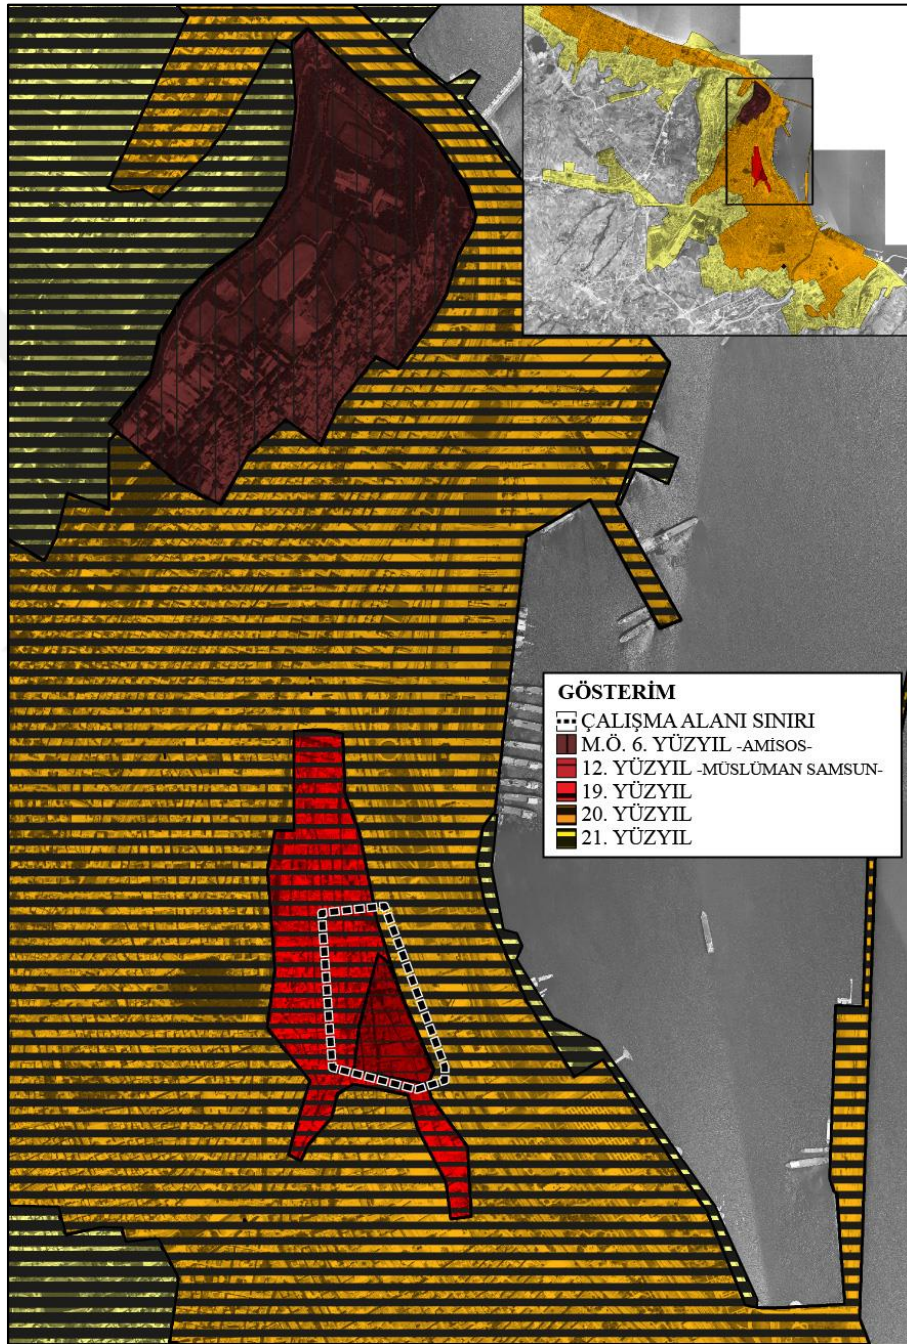 GÖSTERİM
ÇALIŞMA ALANI SINIRI
M.Ö. 6. YÜZYIL -AMİSOS-
12. YÜZYIL -MÜSLÜMAN SAMSUN-
19. YÜZYIL
20. YÜZYIL
21. YÜZYIL